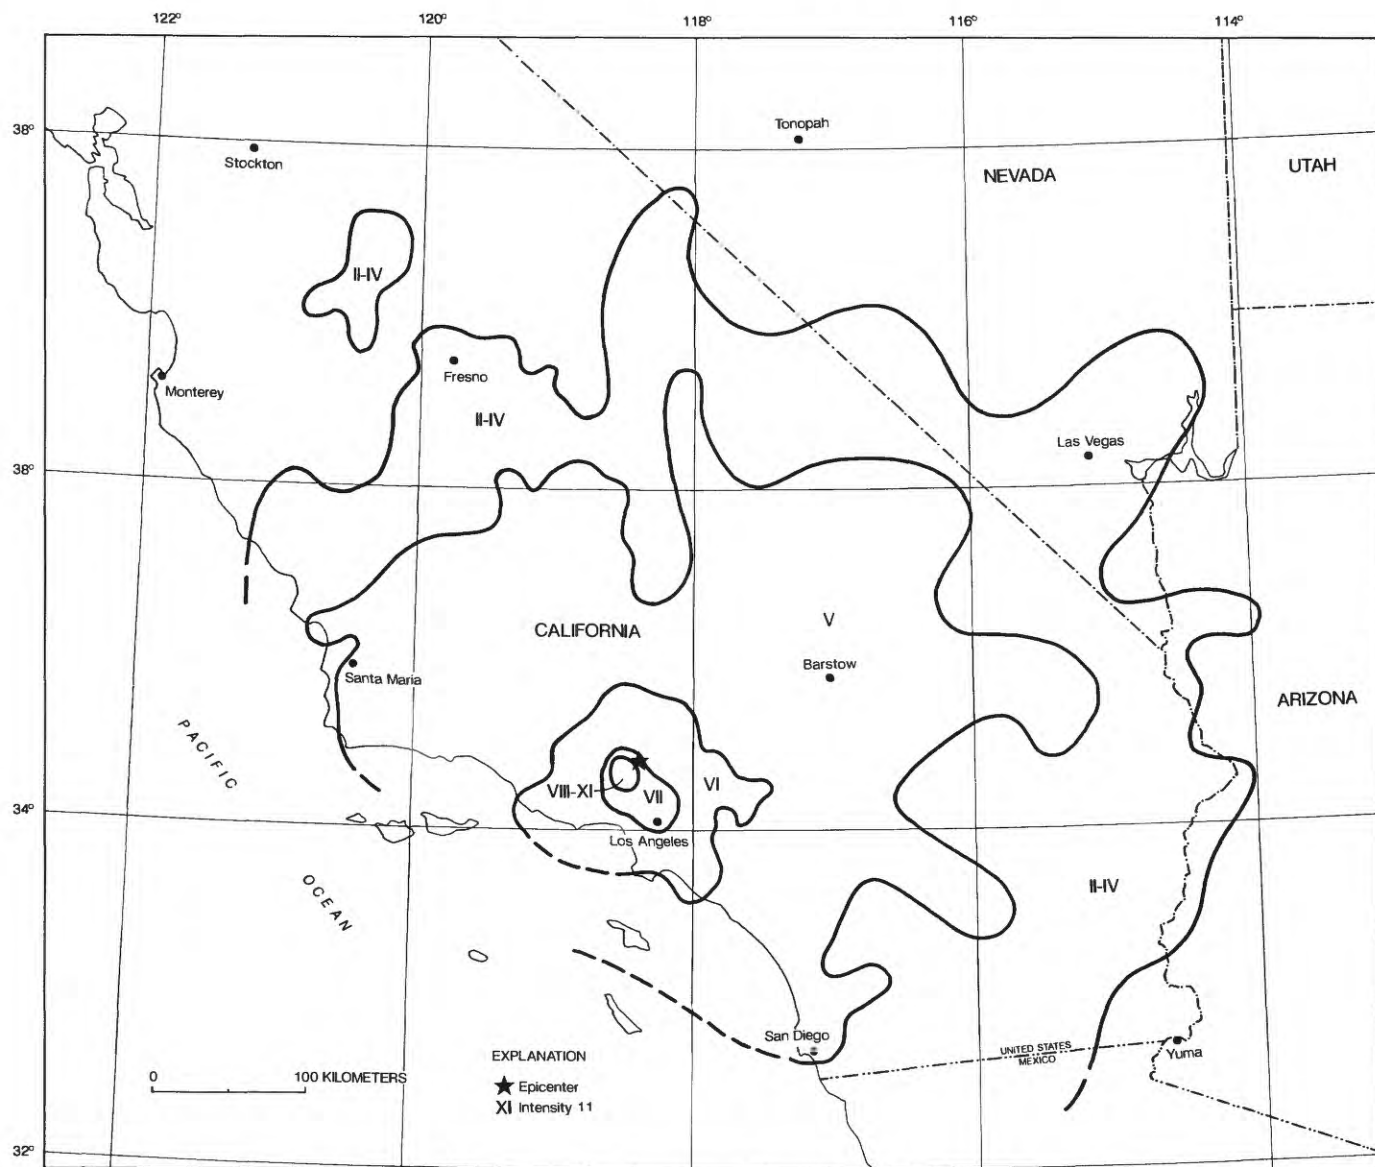 122° 120° 118° 116° 114°
38°
Tonopah
Stockton
NEVADA
UTAH
II-IV
Fresno
Monterey
II-IV
Las Vegas
38°
CALIFORNIA
V
Barstow
Santa Maria
ARIZONA
PACIFIC
OCEAN
VIII-XI
VII
VI
34°
Los Angeles
II-IV
San Diego
UNITED STATES
MEXICO
Yuma
EXPLANATION
0 100 KILOMETERS
Epicenter
XI Intensity 11
32°